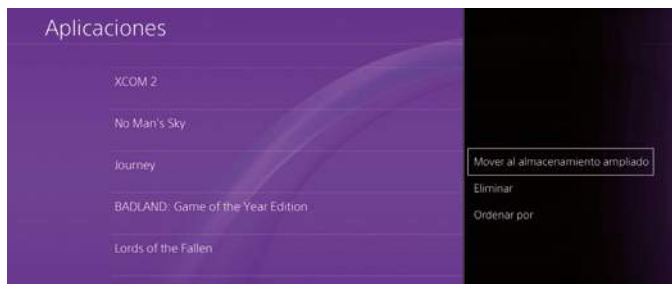 Aplicaciones
XCOM 2
No Man's Sky
Journey
BADLAND: Game of the Year Edition
Lords of the Fallen
Mover al almacenamiento ampliado
Eliminar
Ordenar por